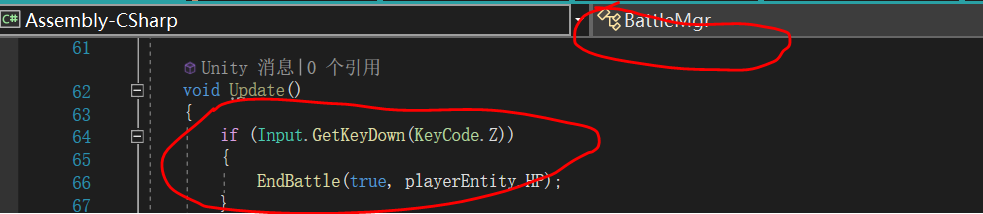 C# Assembly-CSharp
BattleMgr
61
Unity 消息|0 个引用
62 void Update()
63 {
64 if (Input.GetKeyDown(KeyCode.Z))
65 {
66 EndBattle(true, playerEntity.HP);
67 }